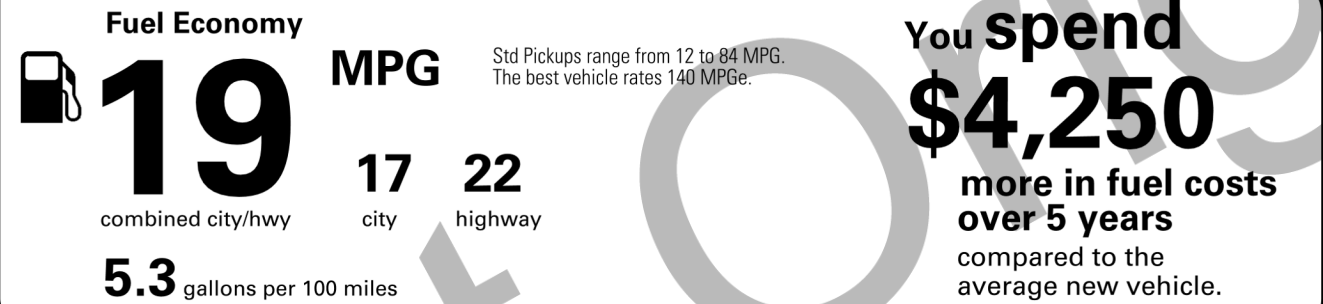 Fuel Economy
19 MPG
combined city/hwy
17
city
22
highway
5.3 gallons per 100 miles
Std Pickups range from 12 to 84 MPG.
The best vehicle rates 140 MPGe.
You spend
$4,250
more in fuel costs
over 5 years
compared to the
average new vehicle.